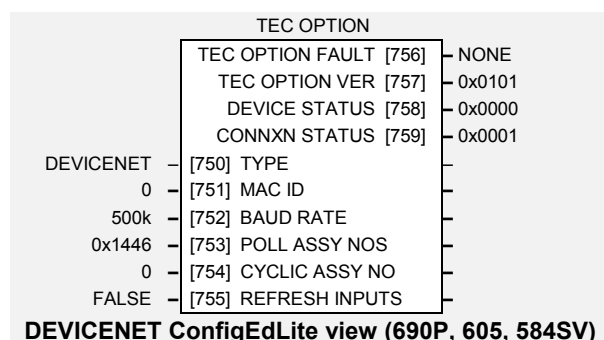 TEC OPTION
TEC OPTION FAULT [756] – NONE
TEC OPTION VER [757] – 0x0101
DEVICE STATUS [758] – 0x0000
CONNXN STATUS [759] – 0x0001
DEVICENET – [750] TYPE –
0 – [751] MAC ID –
500k – [752] BAUD RATE –
0x1446 – [753] POLL ASSY NOS –
0 – [754] CYCLIC ASSY NO –
FALSE – [755] REFRESH INPUTS –
DEVICENET ConfigEdLite view (690P, 605, 584SV)